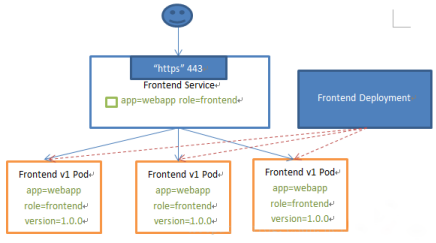 “https” 443
Frontend Service
app=webapp role=frontend
Frontend Deployment
Frontend v1 Pod
app=webapp
role=frontend
version=1.0.0
Frontend v1 Pod
app=webapp
role=frontend
version=1.0.0
Frontend v1 Pod
app=webapp
role=frontend
version=1.0.0